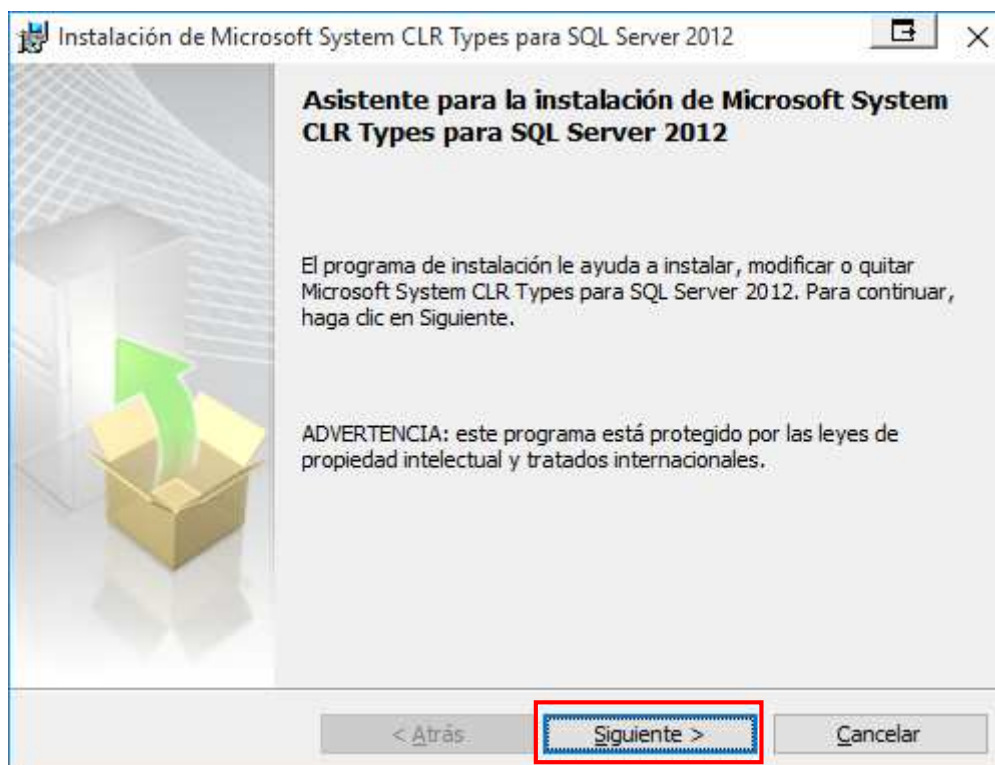 Instalación de Microsoft System CLR Types para SQL Server 2012
Asistente para la instalación de Microsoft System
CLR Types para SQL Server 2012
El programa de instalación le ayuda a instalar, modificar o quitar
Microsoft System CLR Types para SQL Server 2012. Para continuar,
haga clic en Siguiente.
ADVERTENCIA: este programa está protegido por las leyes de
propiedad intelectual y tratados internacionales.
< Atrás
Siguiente >
Cancelar